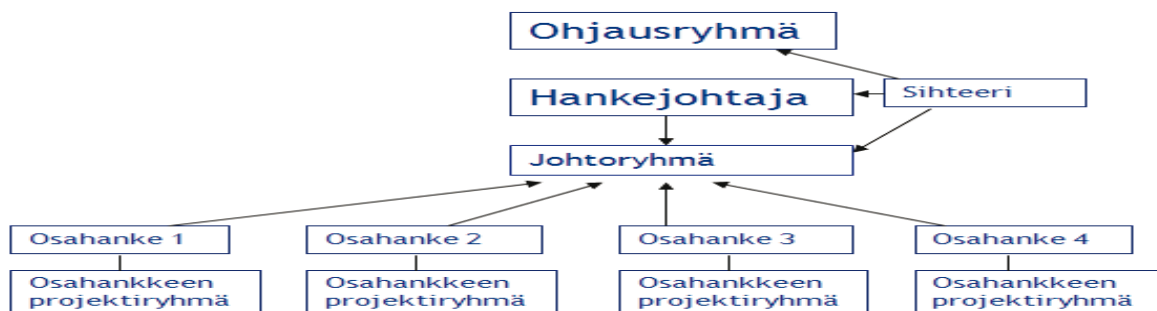 Ohjausryhmä
Hankejohtaja
Sihteeri
Johtoryhmä
Osahanke 1
Osahanke 2
Osahanke 3
Osahanke 4
Osahankkeen
projektiryhmä
Osahankkeen
projektiryhmä
Osahankkeen
projektiryhmä
Osahankkeen
projektiryhmä